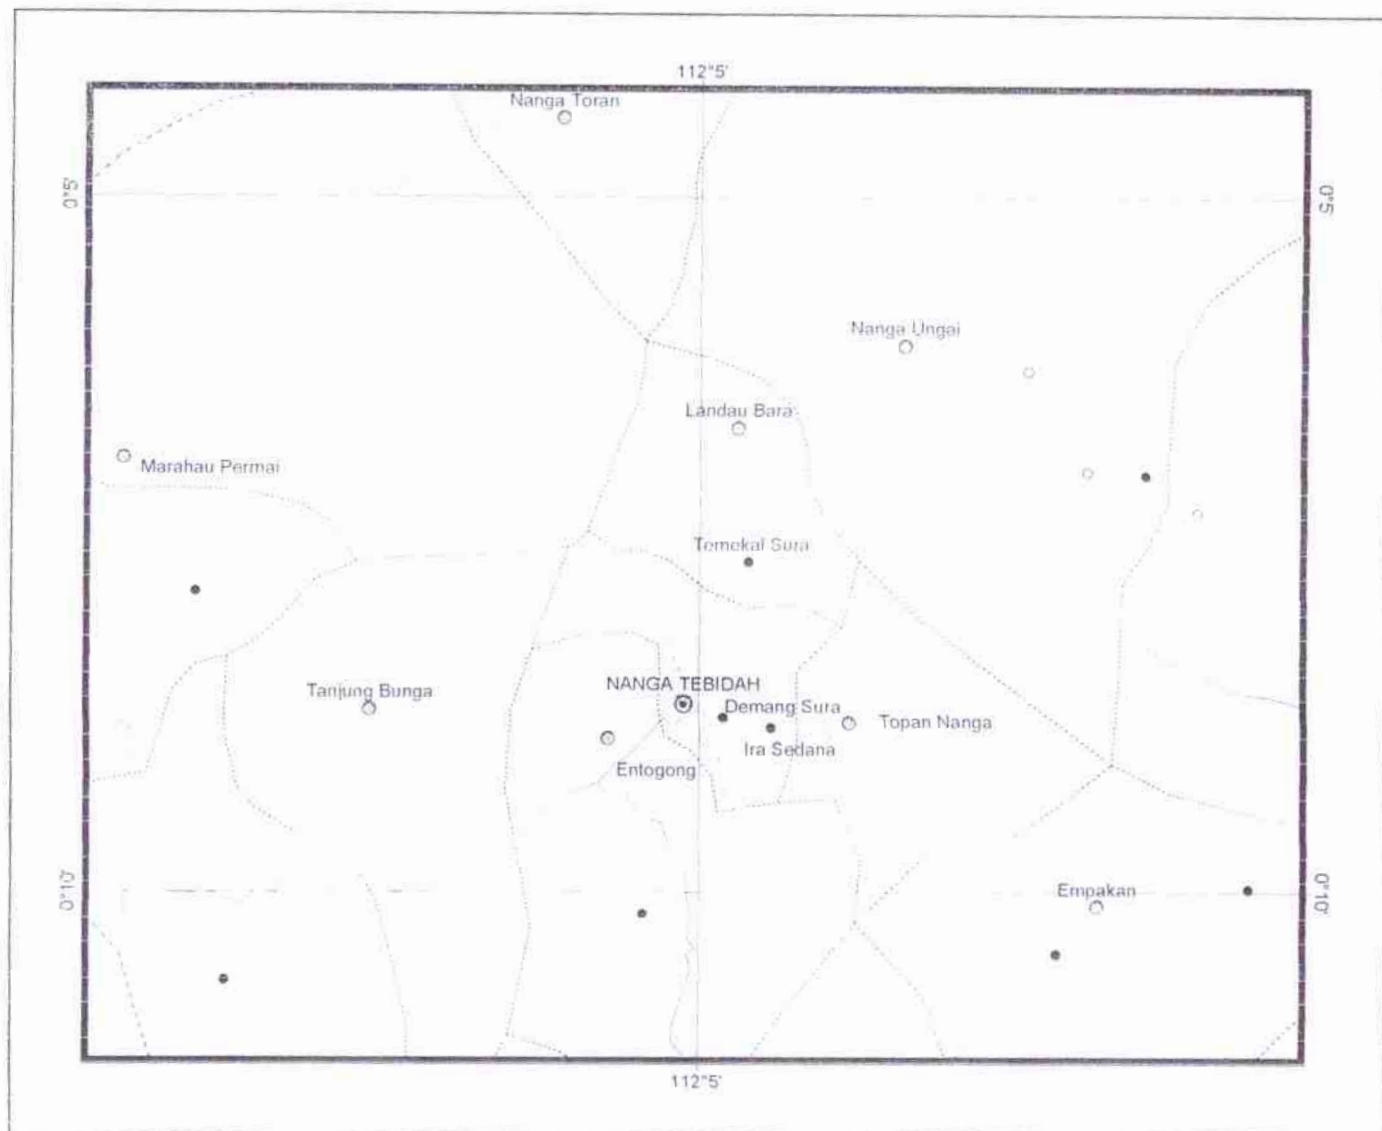 112°5'
Nanga Toran
0°5'
0°5'
Nanga Ungai
Landau Bara
Marahau Permai
Temekal Sura
Tanjung Bunga
NANGA TEBIDAH
Demang Sura
Topan Nanga
Ira Sedana
Entogong
0°10'
0°10'
Empakan
112°5'